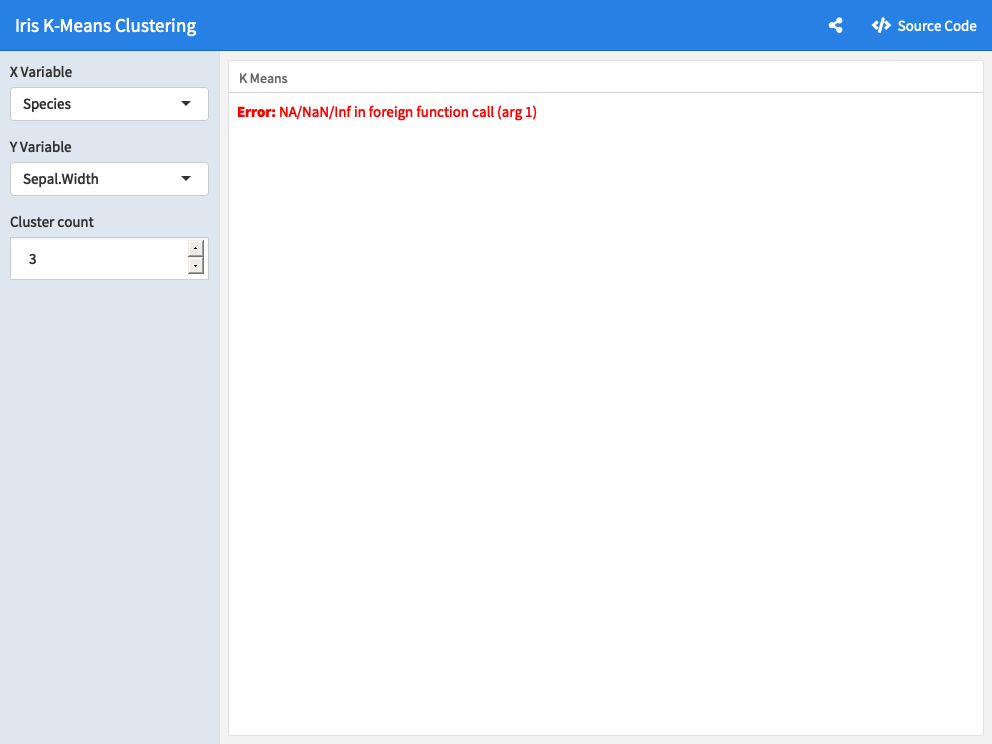 Iris K-Means Clustering
Source Code
X Variable
Species
Y Variable
Sepal.Width
Cluster count
3
K Means
Error: NA/NaN/Inf in foreign function call (arg 1)